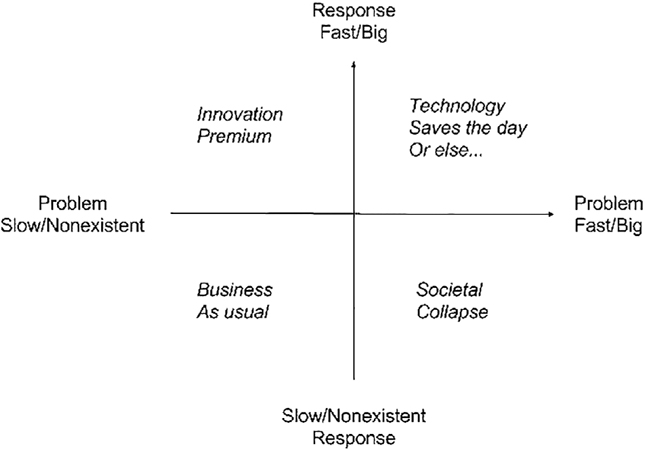 Response
Fast/Big
Innovation
Premium
Technology
Saves the day
Or else...
Problem
Slow/Nonexistent
Problem
Fast/Big
Business
As usual
Societal
Collapse
Slow/Nonexistent
Response